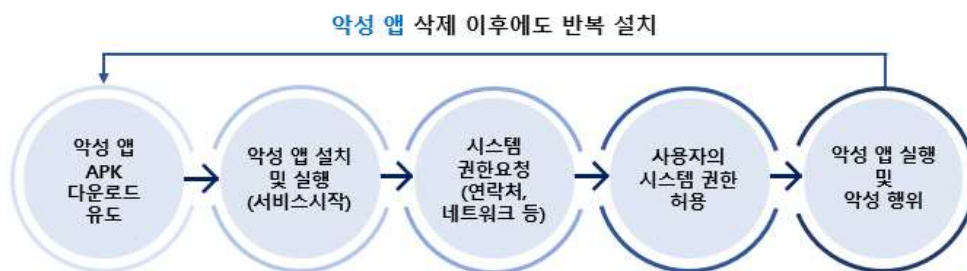 악성 앱 삭제 이후에도 반복 설치
악성 앱
APK
다운로드
유도
악성 앱 설치
및 실행
(서비스시작)
시스템
권한요청
(연락처,
네트워크 등)
사용자의
시스템 권한
허용
악성 앱 실행
및
악성 행위